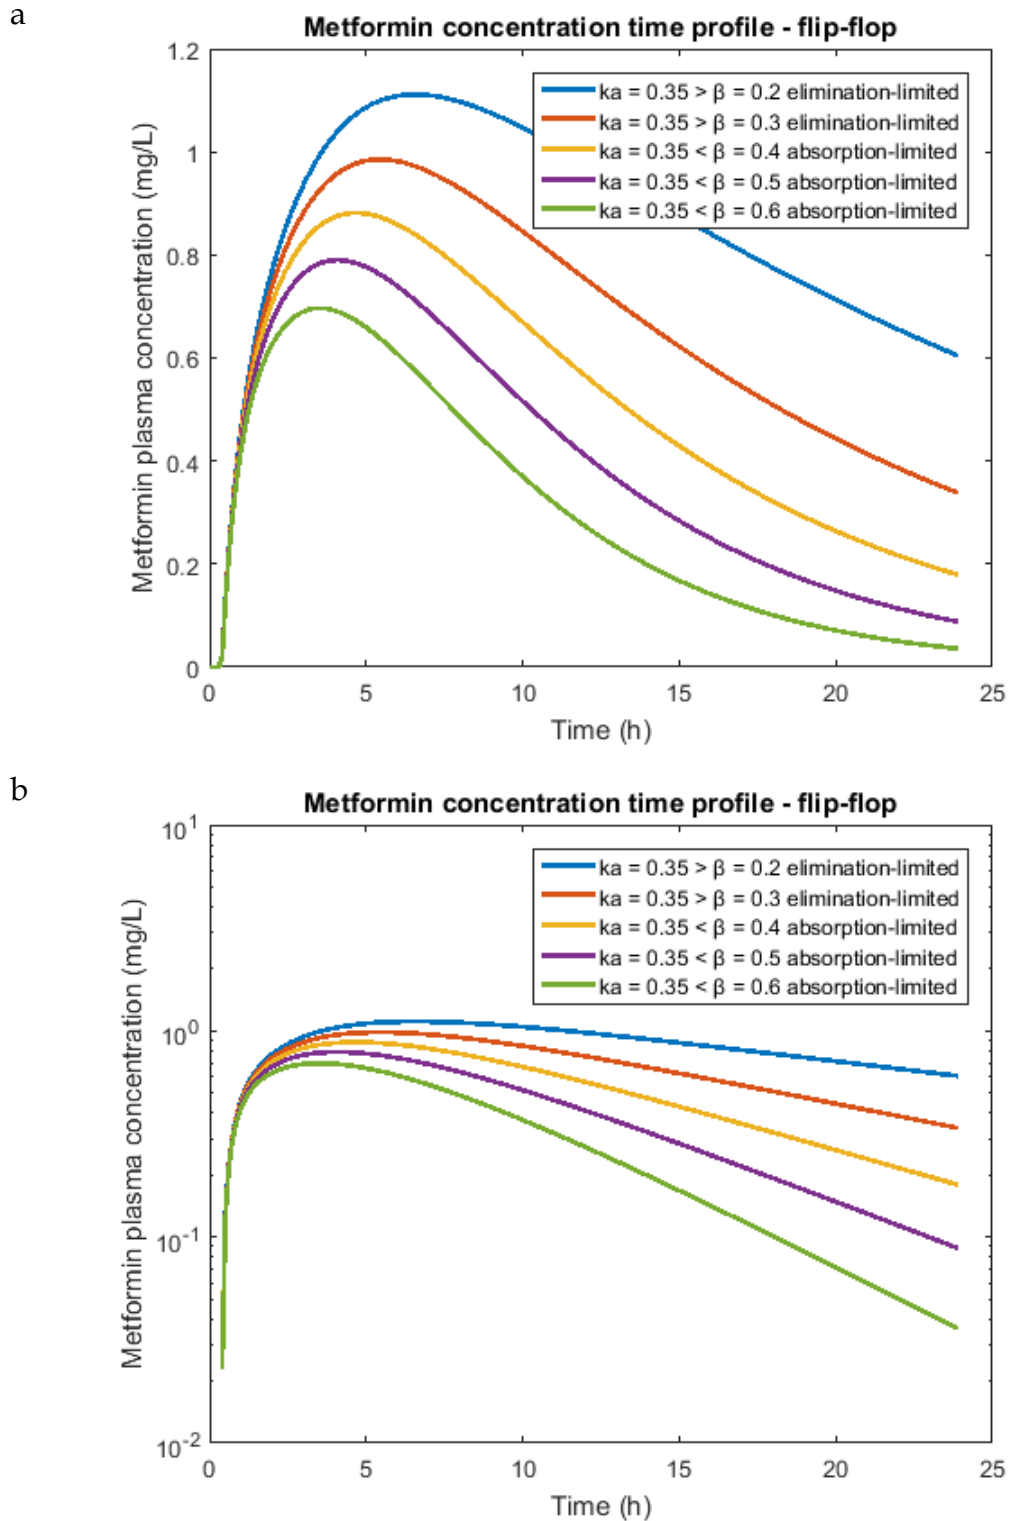 a
Metformin concentration time profile - flip-flop
1.2
1
0.8
0.6
0.4
0.2
0
Metformin plasma concentration (mg/L)
ka = 0.35 > β = 0.2 elimination-limited
ka = 0.35 > β = 0.3 elimination-limited
ka = 0.35 < β = 0.4 absorption-limited
ka = 0.35 < β = 0.5 absorption-limited
ka = 0.35 < β = 0.6 absorption-limited
0 5 10 15 20 25
Time (h)
b
Metformin concentration time profile - flip-flop
10^1
10^0
10^-1
10^-2
Metformin plasma concentration (mg/L)
ka = 0.35 > β = 0.2 elimination-limited
ka = 0.35 > β = 0.3 elimination-limited
ka = 0.35 < β = 0.4 absorption-limited
ka = 0.35 < β = 0.5 absorption-limited
ka = 0.35 < β = 0.6 absorption-limited
0 5 10 15 20 25
Time (h)